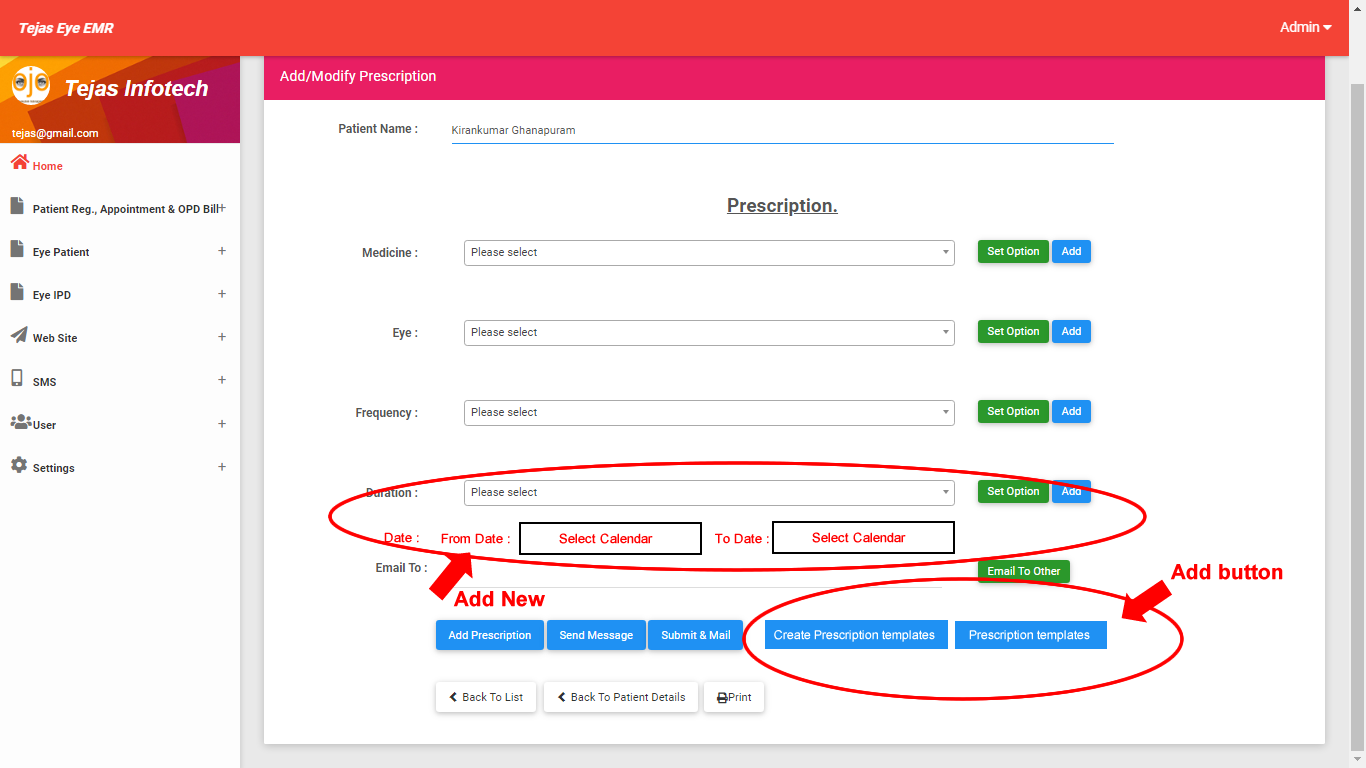 Tejas Eye EMR
Admin
Tejas Infotech
tejas@gmail.com
Home
Patient Reg., Appointment & OPD Bill+
Eye Patient +
Eye IPD +
Web Site +
SMS +
User +
Settings +
Add/Modify Prescription
Patient Name : Kirankumar Ghanapuram
Prescription.
Medicine : Please select Set Option Add
Eye : Please select Set Option Add
Frequency : Please select Set Option Add
Duration : Please select Set Option Add
Date : From Date : Select Calendar To Date : Select Calendar
Email To : Email To Other
Add New
Add button
Add Prescription Send Message Submit & Mail Create Prescription templates Prescription templates
Back To List Back To Patient Details Print